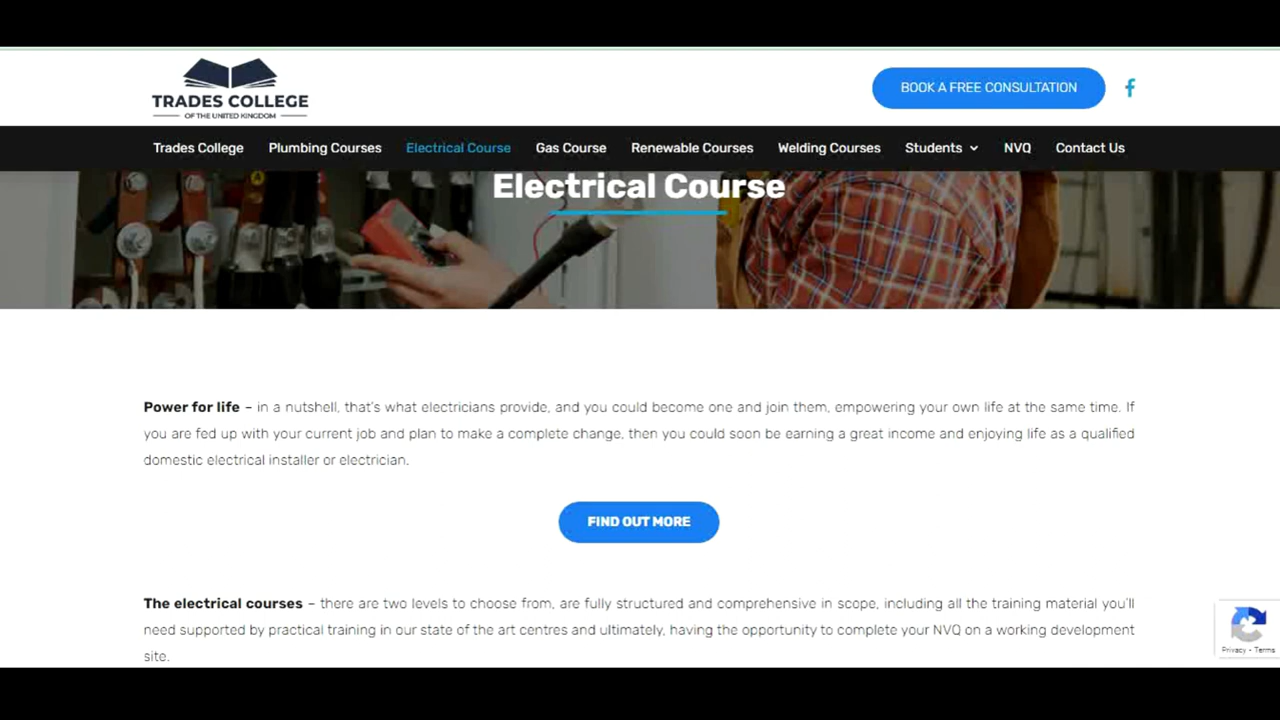 TRADES COLLEGE
OF THE UNITED KINGDOM
BOOK A FREE CONSULTATION
Trades College Plumbing Courses Electrical Course Gas Course Renewable Courses Welding Courses Students NVQ Contact Us
Electrical Course
Power for life – in a nutshell, that's what electricians provide, and you could become one and join them, empowering your own life at the same time. If
you are fed up with your current job and plan to make a complete change, then you could soon be earning a great income and enjoying life as a qualified
domestic electrical installer or electrician.
FIND OUT MORE
The electrical courses – there are two levels to choose from, are fully structured and comprehensive in scope, including all the training material you'll
need supported by practical training in our state of the art centres and ultimately, having the opportunity to complete your NVQ on a working development
site.
Privacy - Terms